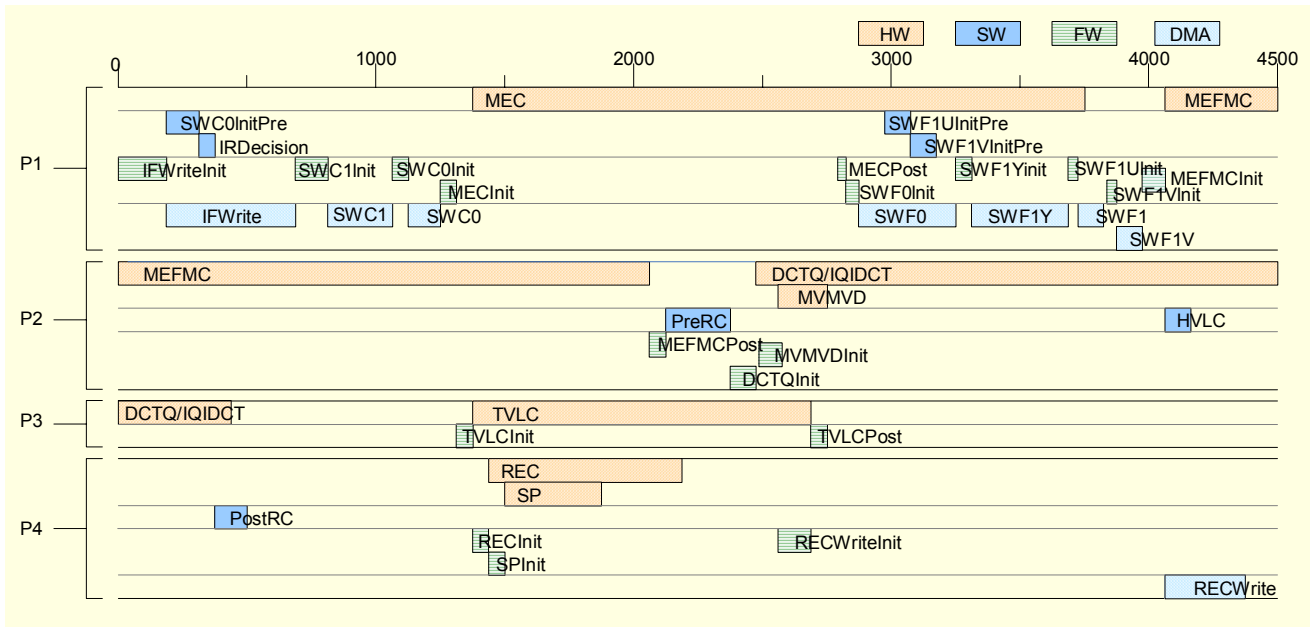 HW SW FW DMA
0 1000 2000 3000 4000 4500
MEC MEFMC
SWC0InitPre SWF1UInitPre
IRDecision SWF1VInitPre
P1
IFWriteInit SWC1Init SWC0Init MECPost SWF1Yinit SWF1UInit MEFMCInit
MECInit SWF0Init SWF1VInit
IFWrite SWC1 SWC0 SWF0 SWF1Y SWF1
SWF1V
MEFMC DCTQ/IQIDCT
MVMVD
P2
PreRC HVLC
MEFMCPost MVMVDInit
DCTQInit
P3
DCTQ/IQIDCT TVLC
TVLCInit TVLCPost
REC
SP
PostRC
P4
RECInit RECWriteInit
SPInit
RECWrite